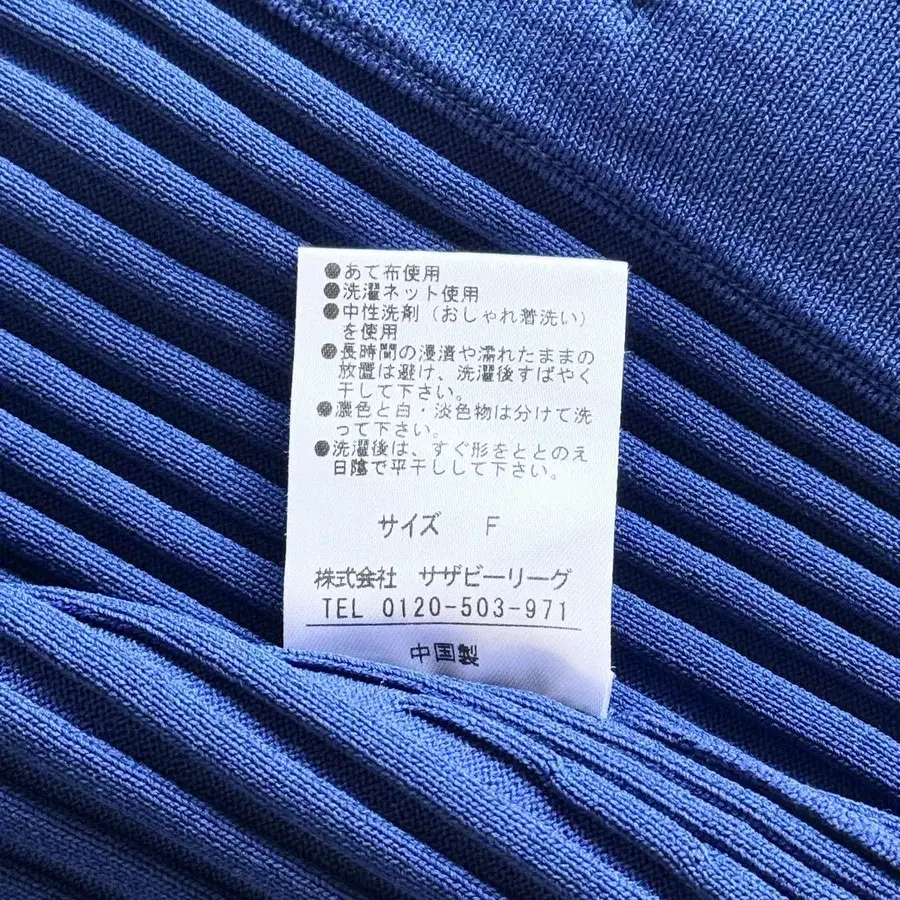 ●あて布使用
●洗濯ネット使用
●中性洗剤（おしゃれ着洗い）
を使用
●長時間の浸漬や濡れたままの
放置は避け、洗濯後すばやく
干して下さい。
●濃色と白・淡色物は分けて洗
って下さい。
●洗濯後は、すぐ形をととのえ
日陰で平干しして下さい。
サイズ F
株式会社 サザビーリーグ
TEL 0120-503-971
中国製